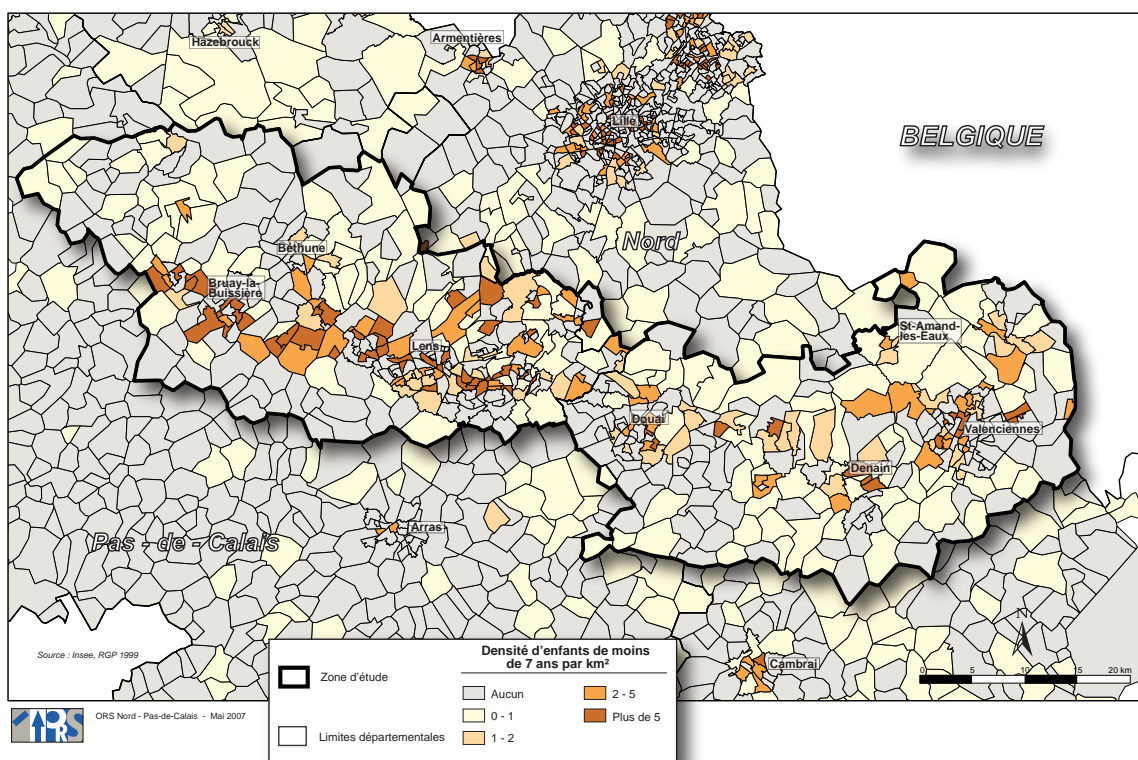 Hazebrouck
Armentières
Lille
BELGIQUE
Nord
Béthune
Bruay-la-
Buissière
Lens
St-Amand-
les-Eaux
Douai
Valenciennes
Denain
Arras
Pas - de - Calais
Cambrai
N
0 5 10 15 20 km
Source : Insee, RGP 1999
Zone d'étude
Limites départementales
Densité d'enfants de moins
de 7 ans par km²
Aucun
0 - 1
1 - 2
2 - 5
Plus de 5
ORS
ORS Nord - Pas-de-Calais - Mai 2007